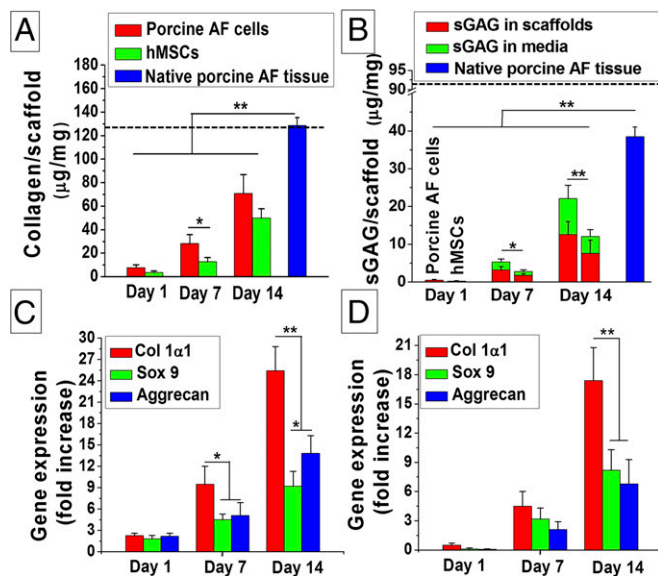 A
Porcine AF cells
hMSCs
Native porcine AF tissue
Collagen/scaffold
(μg/mg)
180
170
160
150
140
130
120
100
80
60
40
20
0
**
*
Day 1
Day 7
Day 14
B
sGAG in scaffolds
sGAG in media
Native porcine AF tissue
sGAG/scaffold (μg/mg)
95
90
40
30
20
10
0
**
**
*
Porcine AF cells
hMSCs
Day 1
Day 7
Day 14
C
Col 1α1
Sox 9
Aggrecan
Gene expression
(fold increase)
30
27
24
21
18
15
12
9
6
3
0
**
*
*
Day 1
Day 7
Day 14
D
Col 1α1
Sox 9
Aggrecan
Gene expression
(fold increase)
21
18
15
12
9
6
3
0
**
Day 1
Day 7
Day 14